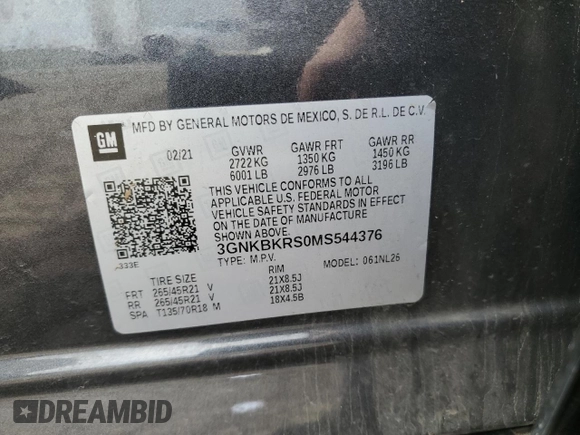 MFD BY GENERAL MOTORS DE MEXICO, S. DE R.L. DE C.V.
GM
02/21 GVWR GAWR FRT GAWR RR
2722 KG 1350 KG 1450 KG
6001 LB 2976 LB 3196 LB
THIS VEHICLE CONFORMS TO ALL
APPLICABLE U.S. FEDERAL MOTOR
VEHICLE SAFETY STANDARDS IN EFFECT
ON THE DATE OF MANUFACTURE
SHOWN ABOVE.
3GNKBKRS0MS544376
TYPE: M.P.V. MODEL: 061NL26
TIRE SIZE RIM
FRT 265/45R21 V 21X8.5J
RR 265/45R21 V 21X8.5J
SPA T135/70R18 M 18X4.5B
DREAMBID